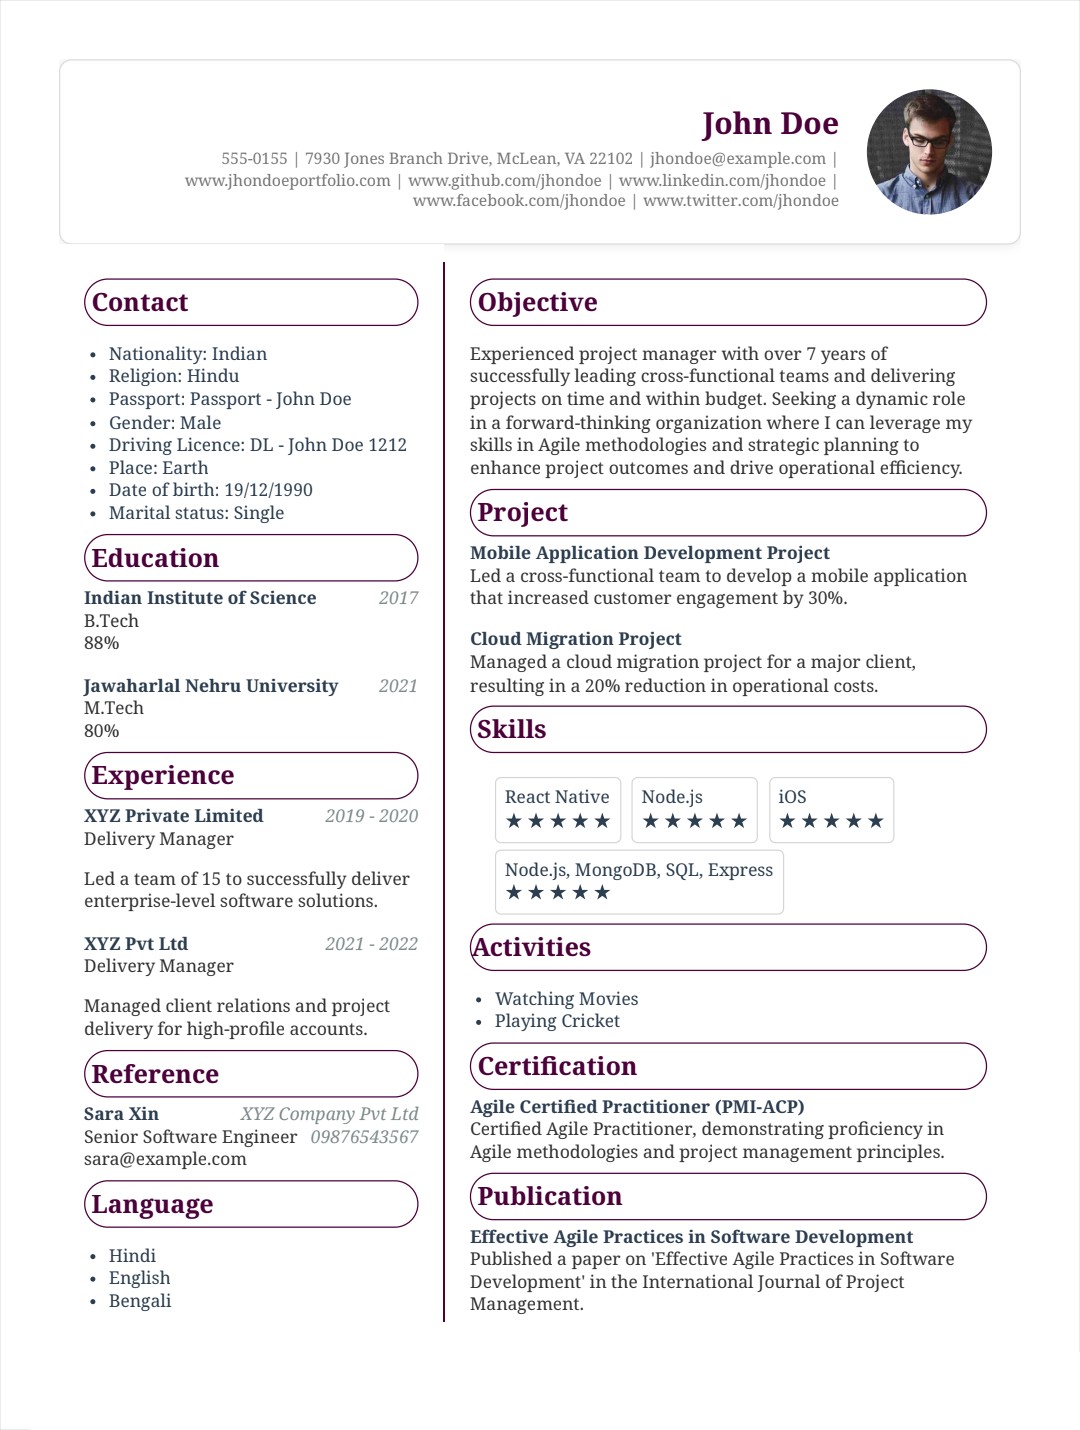 John Doe
555-0155 | 7930 Jones Branch Drive, McLean, VA 22102 | jhondoe@example.com |
www.jhondoeportfolio.com | www.github.com/jhondoe | www.linkedin.com/jhondoe |
www.facebook.com/jhondoe | www.twitter.com/jhondoe
Contact
• Nationality: Indian
• Religion: Hindu
• Passport: Passport - John Doe
• Gender: Male
• Driving Licence: DL - John Doe 1212
• Place: Earth
• Date of birth: 19/12/1990
• Marital status: Single
Education
Indian Institute of Science 2017
B.Tech
88%
Jawaharlal Nehru University 2021
M.Tech
80%
Experience
XYZ Private Limited 2019 - 2020
Delivery Manager
Led a team of 15 to successfully deliver
enterprise-level software solutions.
XYZ Pvt Ltd 2021 - 2022
Delivery Manager
Managed client relations and project
delivery for high-profile accounts.
Reference
Sara Xin XYZ Company Pvt Ltd
Senior Software Engineer 09876543567
sara@example.com
Language
• Hindi
• English
• Bengali
Objective
Experienced project manager with over 7 years of
successfully leading cross-functional teams and delivering
projects on time and within budget. Seeking a dynamic role
in a forward-thinking organization where I can leverage my
skills in Agile methodologies and strategic planning to
enhance project outcomes and drive operational efficiency.
Project
Mobile Application Development Project
Led a cross-functional team to develop a mobile application
that increased customer engagement by 30%.
Cloud Migration Project
Managed a cloud migration project for a major client,
resulting in a 20% reduction in operational costs.
Skills
React Native Node.js iOS
★★★★★ ★★★★★ ★★★★★
Node.js, MongoDB, SQL, Express
★★★★★
Activities
• Watching Movies
• Playing Cricket
Certification
Agile Certified Practitioner (PMI-ACP)
Certified Agile Practitioner, demonstrating proficiency in
Agile methodologies and project management principles.
Publication
Effective Agile Practices in Software Development
Published a paper on 'Effective Agile Practices in Software
Development' in the International Journal of Project
Management.